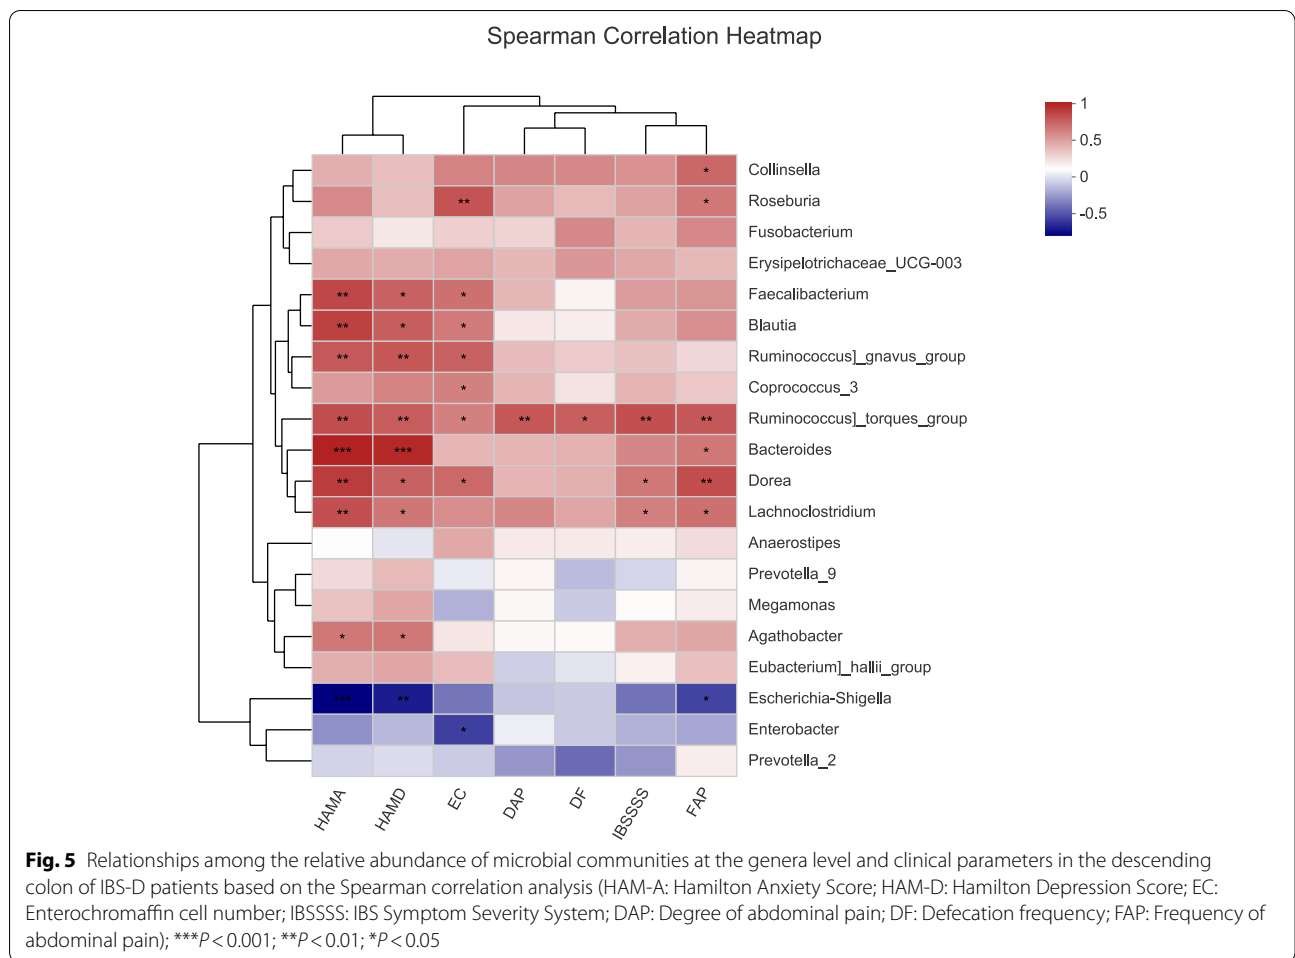 Spearman Correlation Heatmap
1
0.5
0
-0.5
Collinsella
*
Roseburia
** *
Fusobacterium
Erysipelotrichaceae_UCG-003
Faecalibacterium
** * *
Blautia
** * *
Ruminococcus]_gnavus_group
** ** *
Coprococcus_3
*
Ruminococcus]_torques_group
** ** * ** * ** **
Bacteroides
*** *** *
Dorea
** * * * **
Lachnoclostridium
** * * *
Anaerostipes
Prevotella_9
Megamonas
Agathobacter
* *
Eubacterium]_hallii_group
Escherichia-Shigella
*** ** *
Enterobacter
*
Prevotella_2
HAMA
HAMD
EC
DAP
DF
IBSSSS
FAP
Fig. 5 Relationships among the relative abundance of microbial communities at the genera level and clinical parameters in the descending
colon of IBS-D patients based on the Spearman correlation analysis (HAM-A: Hamilton Anxiety Score; HAM-D: Hamilton Depression Score; EC:
Enterochromaffin cell number; IBSSSS: IBS Symptom Severity System; DAP: Degree of abdominal pain; DF: Defecation frequency; FAP: Frequency of
abdominal pain); ***P < 0.001; **P < 0.01; *P < 0.05